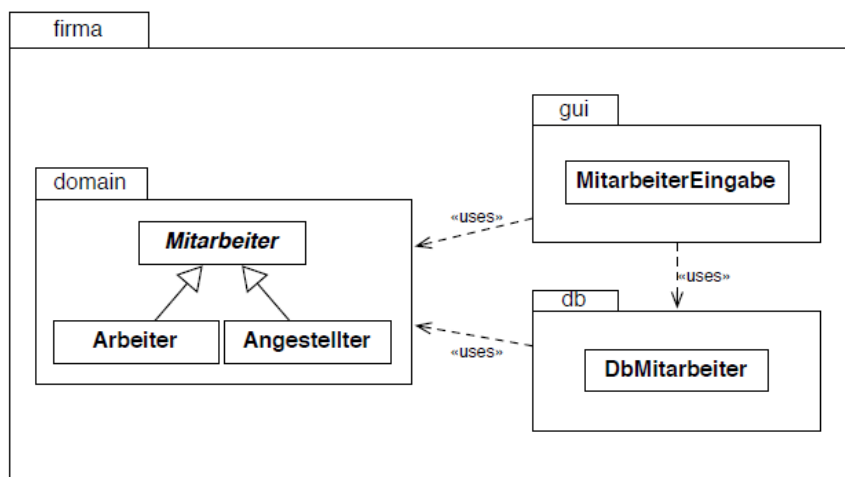 firma
gui
MitarbeiterEingabe
domain
Mitarbeiter
«uses»
«uses»
db
Arbeiter
Angestellter
«uses»
DbMitarbeiter